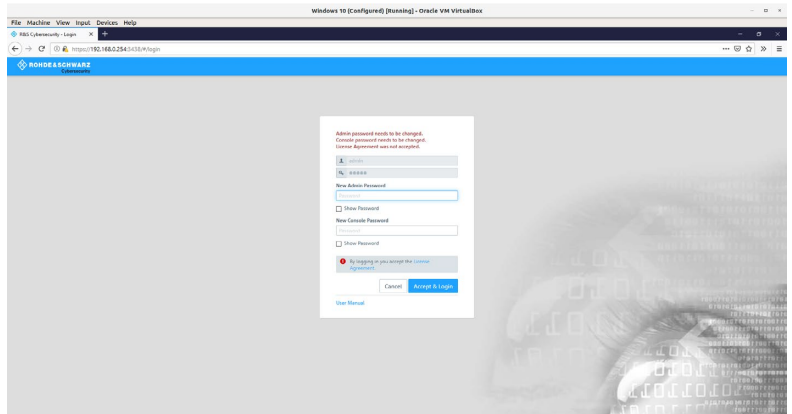 Windows 10 (Configured) [Running] - Oracle VM VirtualBox
File Machine View Input Devices Help
R&S Cybersecurity - Login
https://192.168.0.254:3438/#/login
ROHDE&SCHWARZ
Cybersecurity
Admin password needs to be changed.
Console password needs to be changed.
License Agreement was not accepted.
admin
New Admin Password
Password
Show Password
New Console Password
Password
Show Password
By logging in you accept the License
Agreement.
Cancel Accept & Login
User Manual